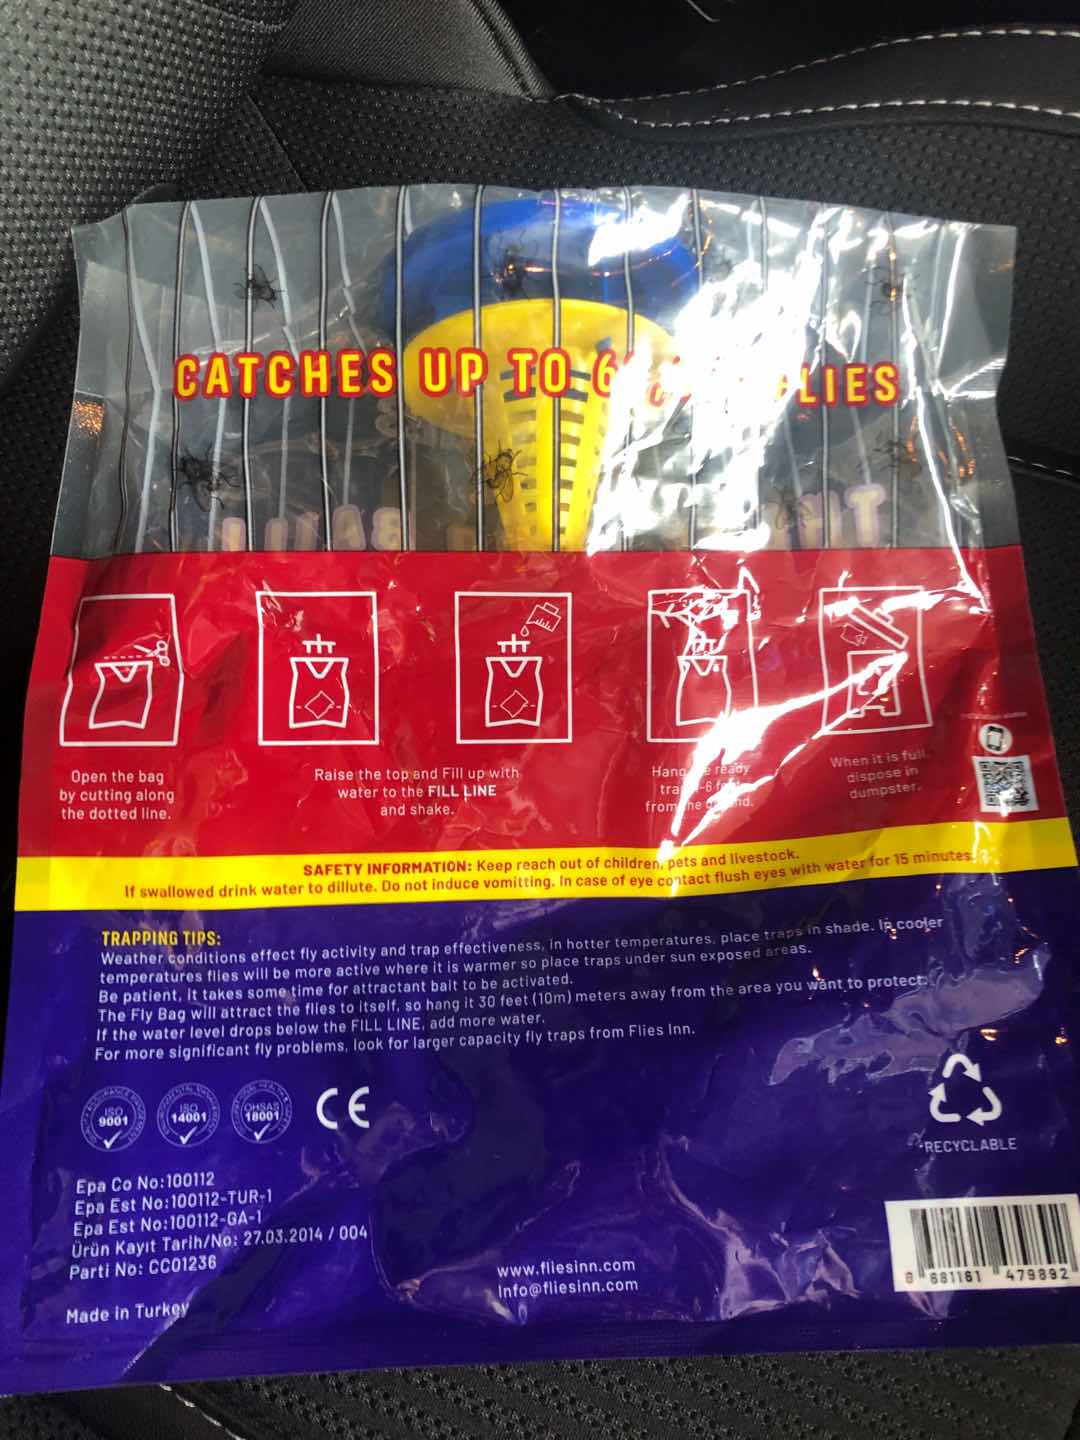 CATCHES UP TO 6 LIES
Open the bag
by cutting along
the dotted line.
Raise the top and Fill up with
water to the FILL LINE
and shake.
Hang ready
-6
from the
When it is full,
dispose in
dumpster.
SAFETY INFORMATION: Keep reach out of children, pets and livestock.
If swallowed drink water to dillute. Do not induce vomitting. In case of eye contact flush eyes with water for 15 minutes.
TRAPPING TIPS:
Weather conditions effect fly activity and trap effectiveness, in hotter temperatures, place traps in shade. In cooler
temperatures flies will be more active where it is warmer so place traps under sun exposed areas.
Be patient, it takes some time for attractant bait to be activated.
The Fly Bag will attract the flies to itself, so hang it 30 feet (10m) meters away from the area you want to protect.
If the water level drops below the FILL LINE, add more water.
For more significant fly problems, look for larger capacity fly traps from Flies Inn.
ISO
9001
ISO
14001
OHSAS
18001
CE
*RECYCLABLE
Epa Co No:100112
Epa Est No:100112-TUR-1
Epa Est No:100112-GA-1
Ürün Kayıt Tarih/No: 27.03.2014 / 004
Parti No: CC01236
Made in Turkey
www.fliesinn.com
Info@fliesinn.com
8 681161 479892